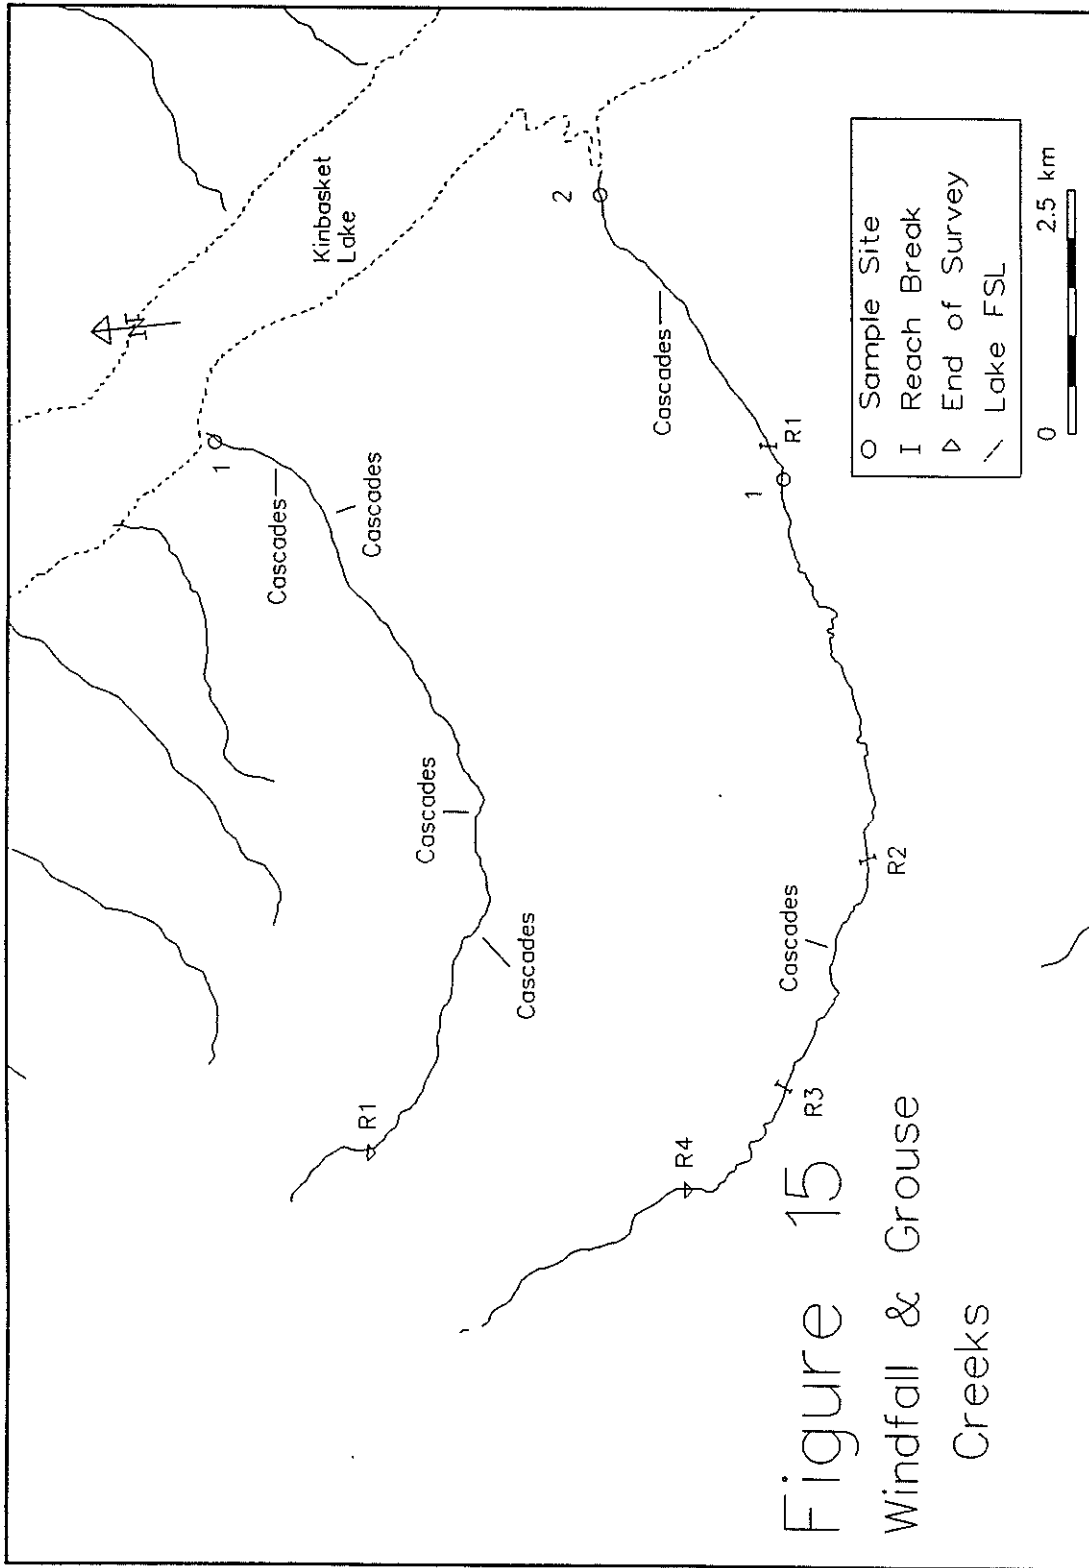 Kinbasket
Lake
N
1
Cascades
Cascades
Cascades
Cascades
R1
2
Cascades
R1
1
R2
Cascades
R3
R4
Figure 15
Windfall & Grouse
Creeks
Sample Site
Reach Break
End of Survey
Lake FSL
0 2.5 km